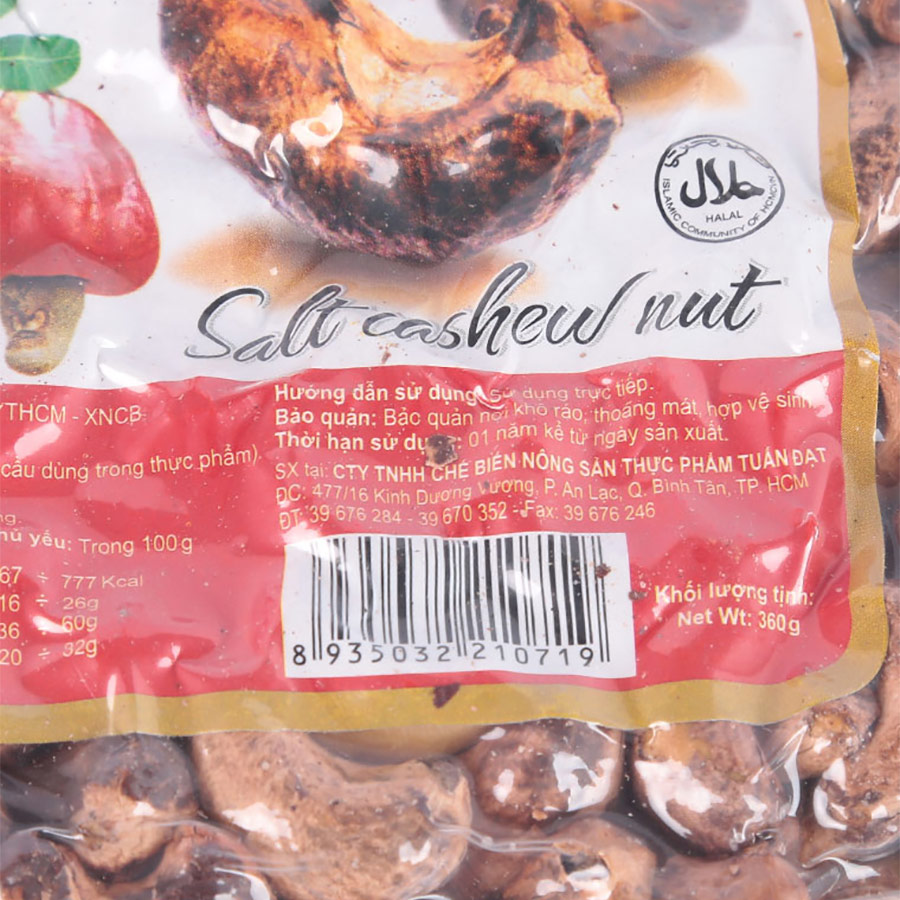 حلال
HALAL
ISLAMIC COMMUNITY OF HCMCVN
Salt cashew nut
YTHCM - XNCB
cầu dùng trong thực phẩm).
hủ yếu: Trong 100g
67 ÷ 777 Kcal
16 ÷ 26g
36 ÷ 60g
20 ÷ 32g
Hướng dẫn sử dụng: Sử dụng trực tiếp.
Bảo quản: Bảo quản nơi khô ráo, thoáng mát, hợp vệ sinh
Thời hạn sử dụng: 01 năm kể từ ngày sản xuất.
SX tại: CTY TNHH CHẾ BIẾN NÔNG SẢN THỰC PHẨM TUẤN ĐẠT
ĐC: 477/16 Kinh Dương Vương, P. An Lạc, Q. Bình Tân, TP. HCM
ĐT: 39 676 284 - 39 670 352 - Fax: 39 676 246
8 935032 210719
Khối lượng tịnh:
Net Wt: 360g